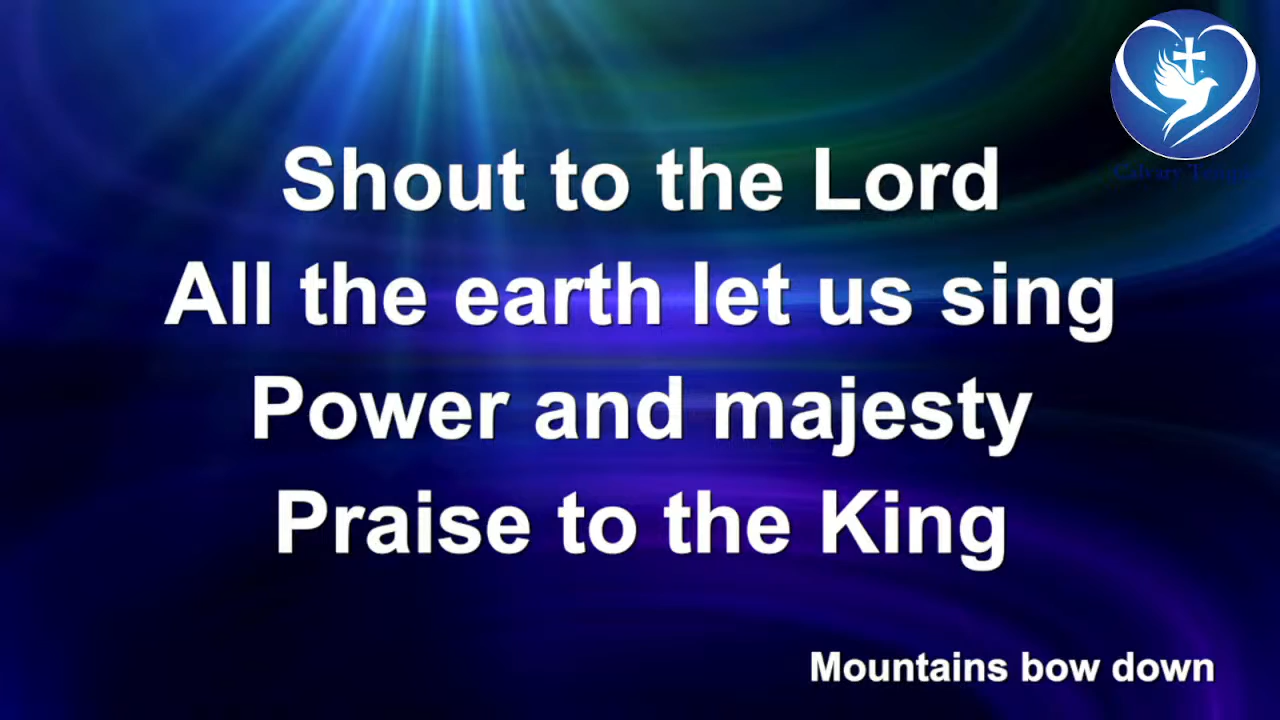 Shout to the Lord
All the earth let us sing
Power and majesty
Praise to the King
Mountains bow down
Calvary